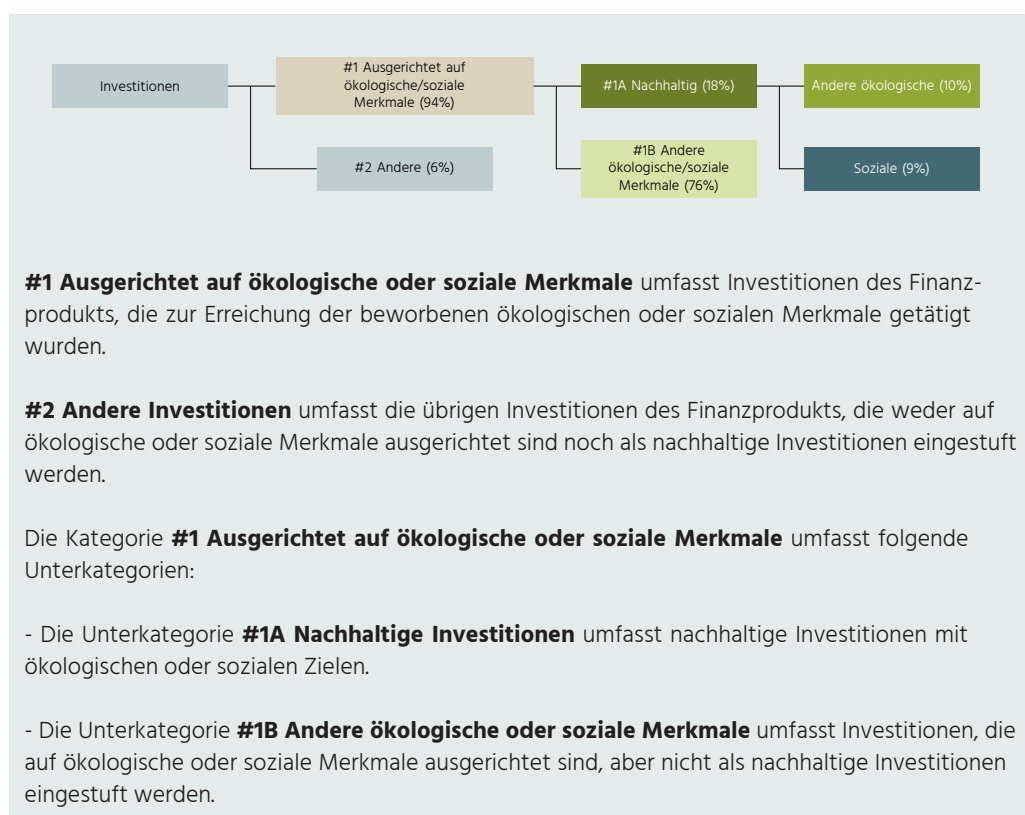 Investitionen
#1 Ausgerichtet auf
ökologische/soziale
Merkmale (94%)
#1A Nachhaltig (18%)
Andere ökologische (10%)
#2 Andere (6%)
#1B Andere
ökologische/soziale
Merkmale (76%)
Soziale (9%)
#1 Ausgerichtet auf ökologische oder soziale Merkmale umfasst Investitionen des Finanz-
produkts, die zur Erreichung der beworbenen ökologischen oder sozialen Merkmale getätigt
wurden.
#2 Andere Investitionen umfasst die übrigen Investitionen des Finanzprodukts, die weder auf
ökologische oder soziale Merkmale ausgerichtet sind noch als nachhaltige Investitionen eingestuft
werden.
Die Kategorie #1 Ausgerichtet auf ökologische oder soziale Merkmale umfasst folgende
Unterkategorien:
- Die Unterkategorie #1A Nachhaltige Investitionen umfasst nachhaltige Investitionen mit
ökologischen oder sozialen Zielen.
- Die Unterkategorie #1B Andere ökologische oder soziale Merkmale umfasst Investitionen, die
auf ökologische oder soziale Merkmale ausgerichtet sind, aber nicht als nachhaltige Investitionen
eingestuft werden.